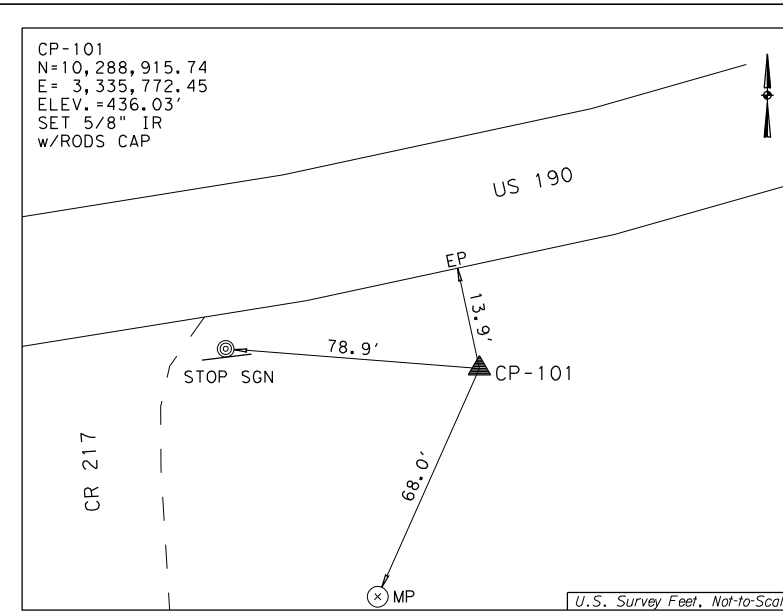 CP-101
N=10,288,915.74
E= 3,335,772.45
ELEV.=436.03'
SET 5/8" IR
w/RODS CAP
US 190
EP
13.9'
78.9'
STOP SGN
CP-101
CR 217
68.0'
MP
U.S. Survey Feet, Not-to-Scal